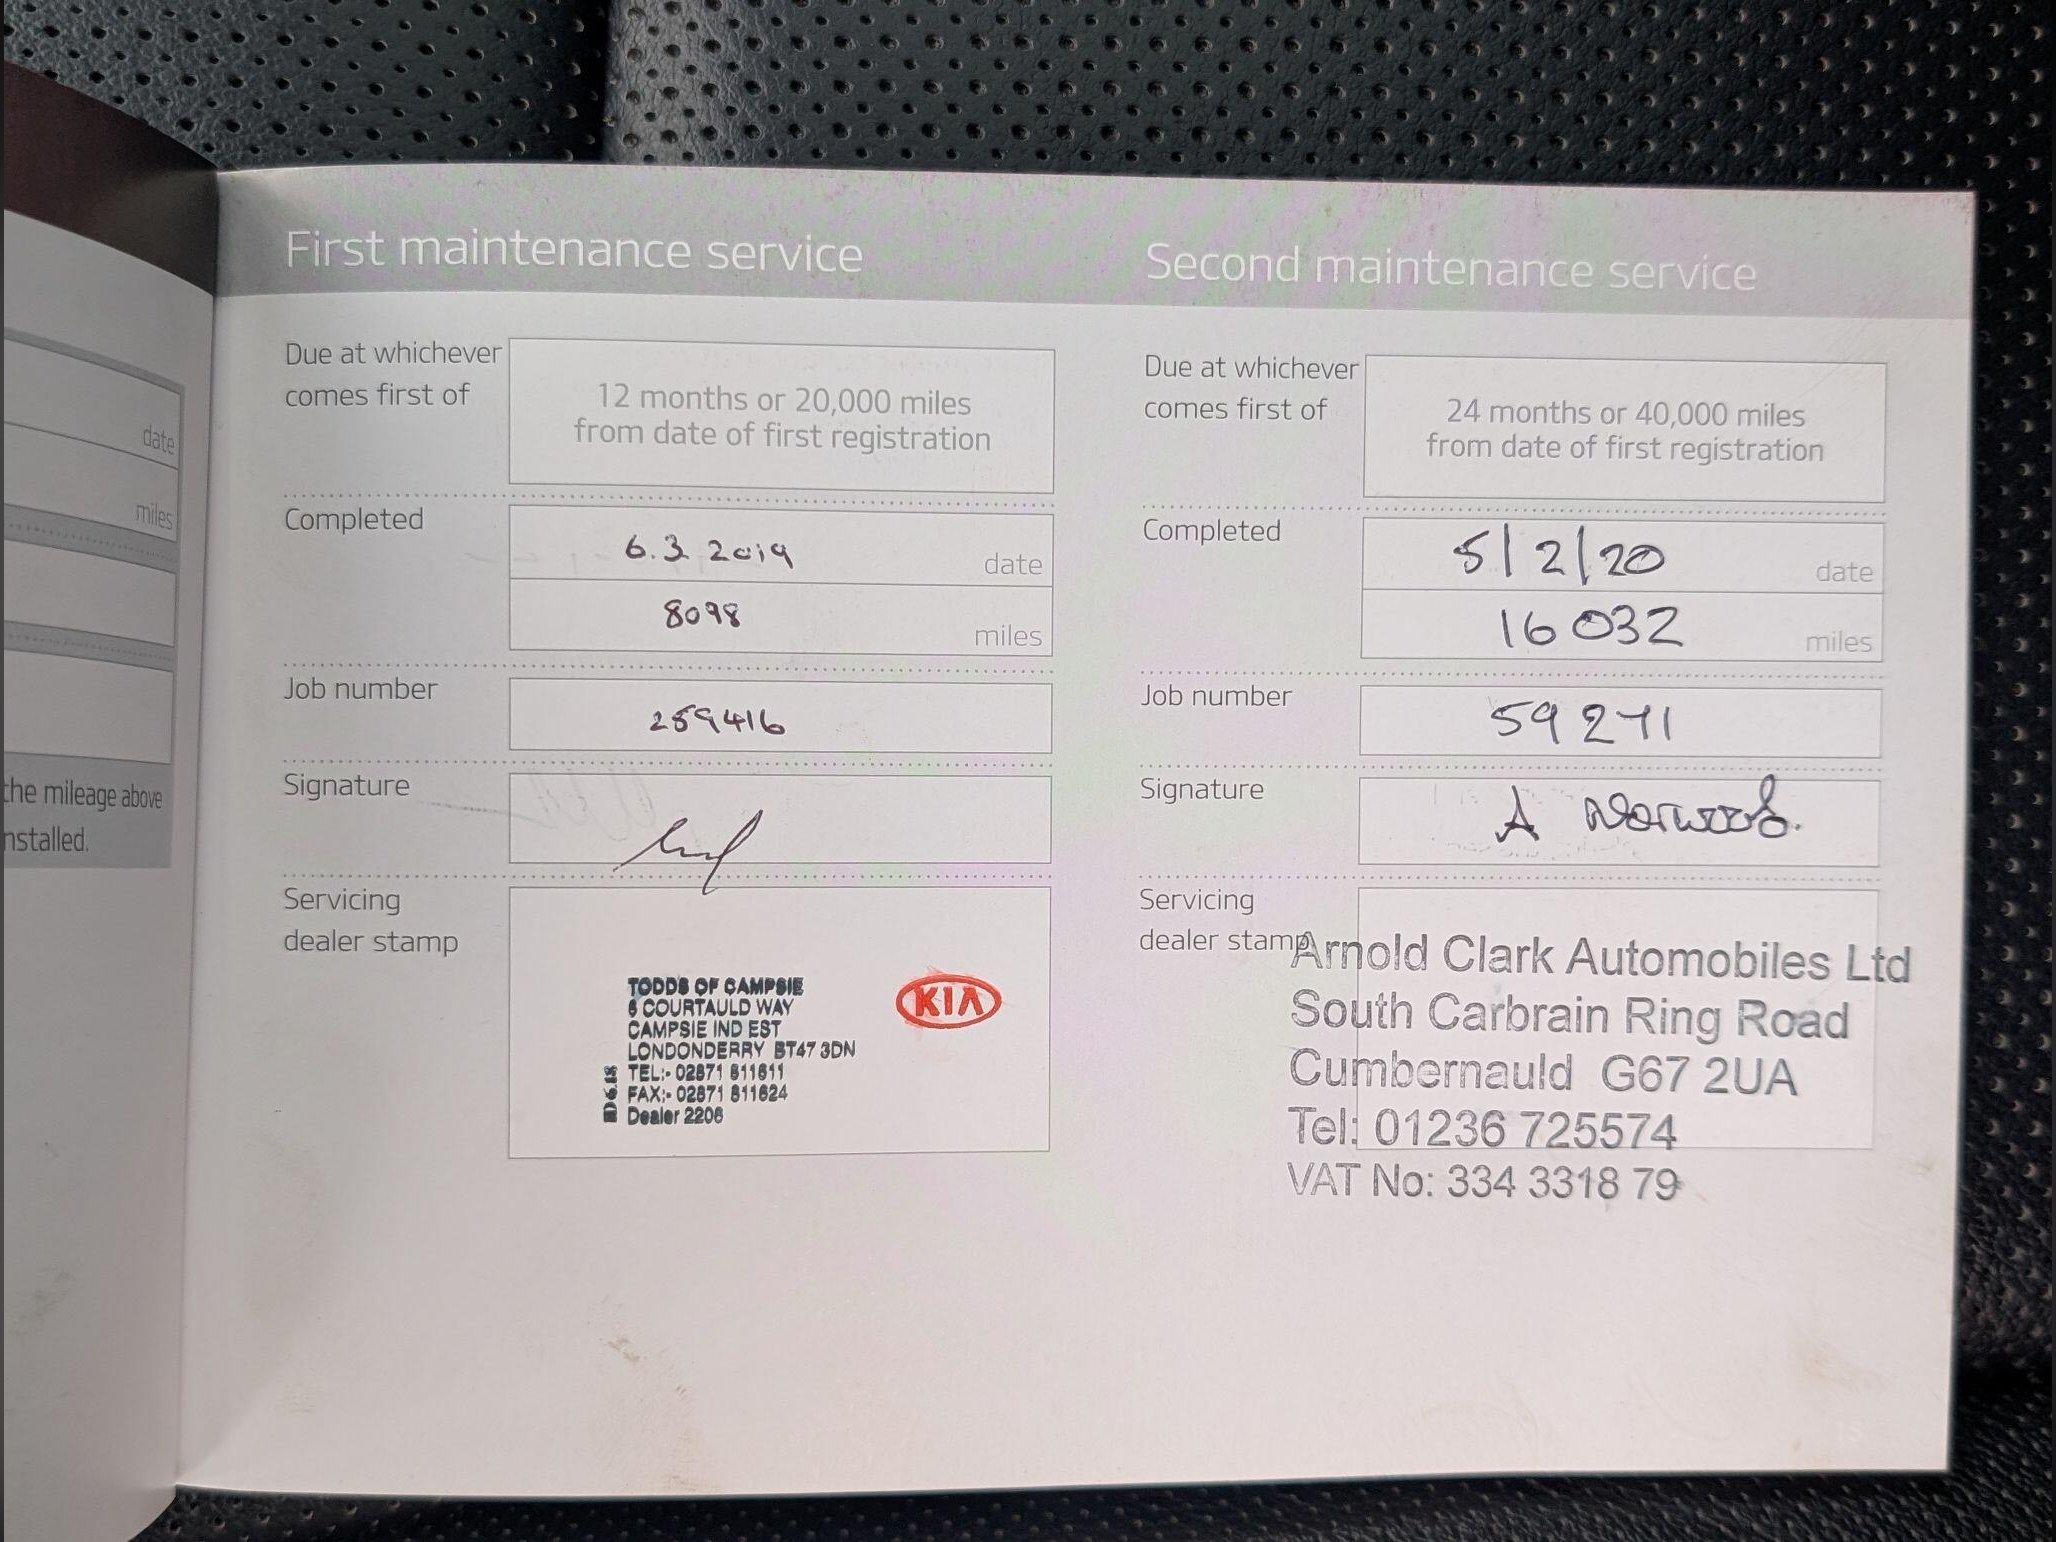 date
miles
the mileage above
nstalled.
First maintenance service
Due at whichever
comes first of
12 months or 20,000 miles
from date of first registration
Completed
6.3.2019
date
8098
miles
Job number
259416
Signature
Servicing
dealer stamp
TODDS OF CAMPSIE
6 COURTAULD WAY
CAMPSIE IND EST
LONDONDERRY BT47 3DN
TEL:- 02871 811611
FAX:- 02871 811624
Dealer 2206
KIA
Second maintenance service
Due at whichever
comes first of
24 months or 40,000 miles
from date of first registration
Completed
5/2/20
date
16032
miles
Job number
59271
Signature
A Norwood.
Servicing
dealer stamp
Arnold Clark Automobiles Ltd
South Carbrain Ring Road
Cumbernauld G67 2UA
Tel: 01236 725574
VAT No: 334 3318 79
15